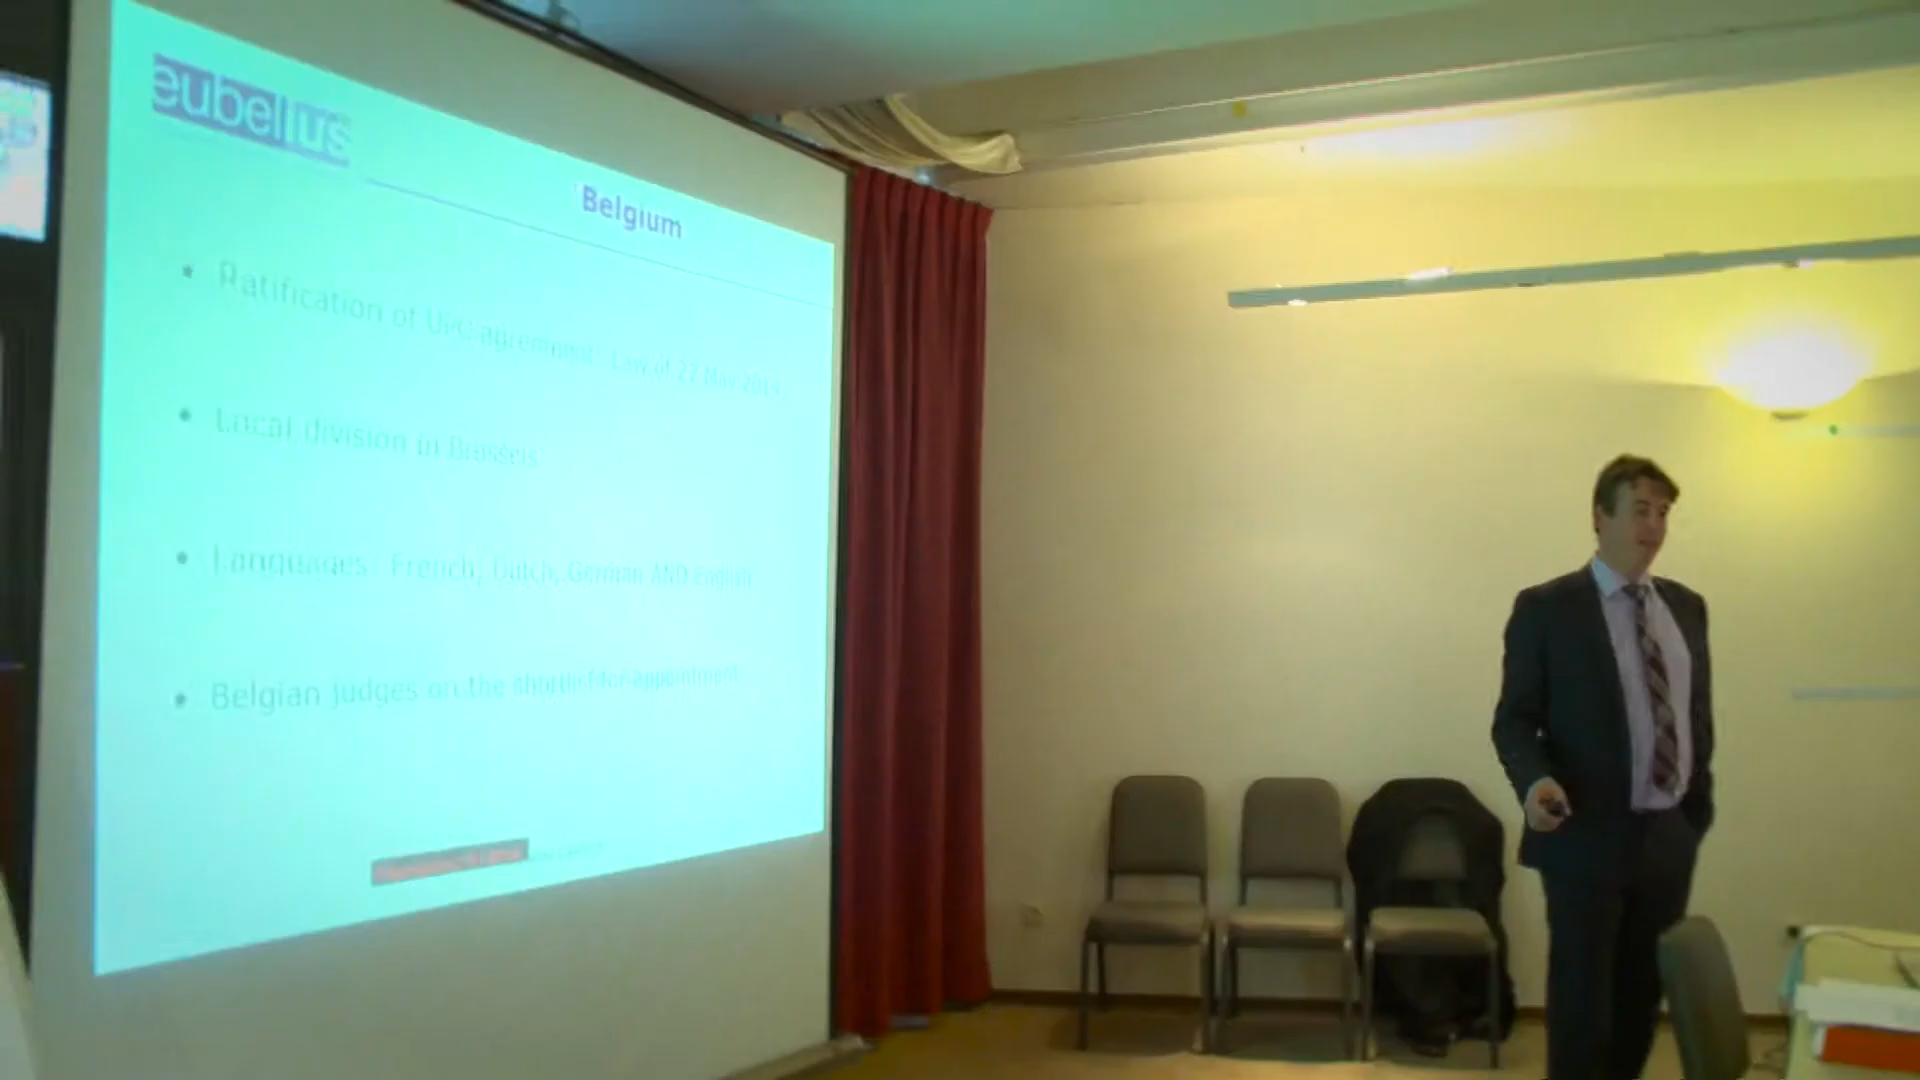 eubelius
Belgium
• Ratification of UPC agreement: Law of 27 May 2014
• Local division in Brussels
• Languages: French, Dutch, German AND English
• Belgian judges on the shortlist for appointment